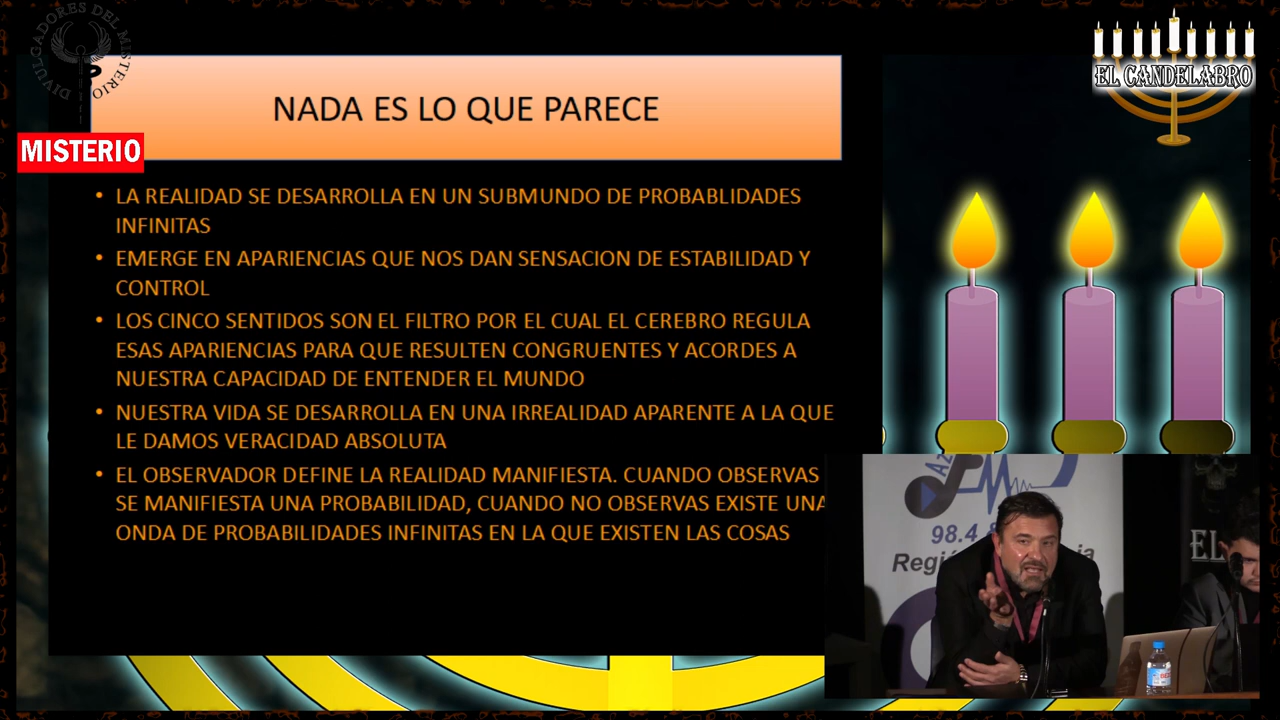 DIVULGADORES DEL MISTERIO
EL CANDELABRO
NADA ES LO QUE PARECE
MISTERIO
• LA REALIDAD SE DESARROLLA EN UN SUBMUNDO DE PROBABLIDADES
INFINITAS
• EMERGE EN APARIENCIAS QUE NOS DAN SENSACION DE ESTABILIDAD Y
CONTROL
• LOS CINCO SENTIDOS SON EL FILTRO POR EL CUAL EL CEREBRO REGULA
ESAS APARIENCIAS PARA QUE RESULTEN CONGRUENTES Y ACORDES A
NUESTRA CAPACIDAD DE ENTENDER EL MUNDO
• NUESTRA VIDA SE DESARROLLA EN UNA IRREALIDAD APARENTE A LA QUE
LE DAMOS VERACIDAD ABSOLUTA
• EL OBSERVADOR DEFINE LA REALIDAD MANIFIESTA. CUANDO OBSERVAS
SE MANIFIESTA UNA PROBABILIDAD, CUANDO NO OBSERVAS EXISTE UNA
ONDA DE PROBABILIDADES INFINITAS EN LA QUE EXISTEN LAS COSAS
98.4
EL